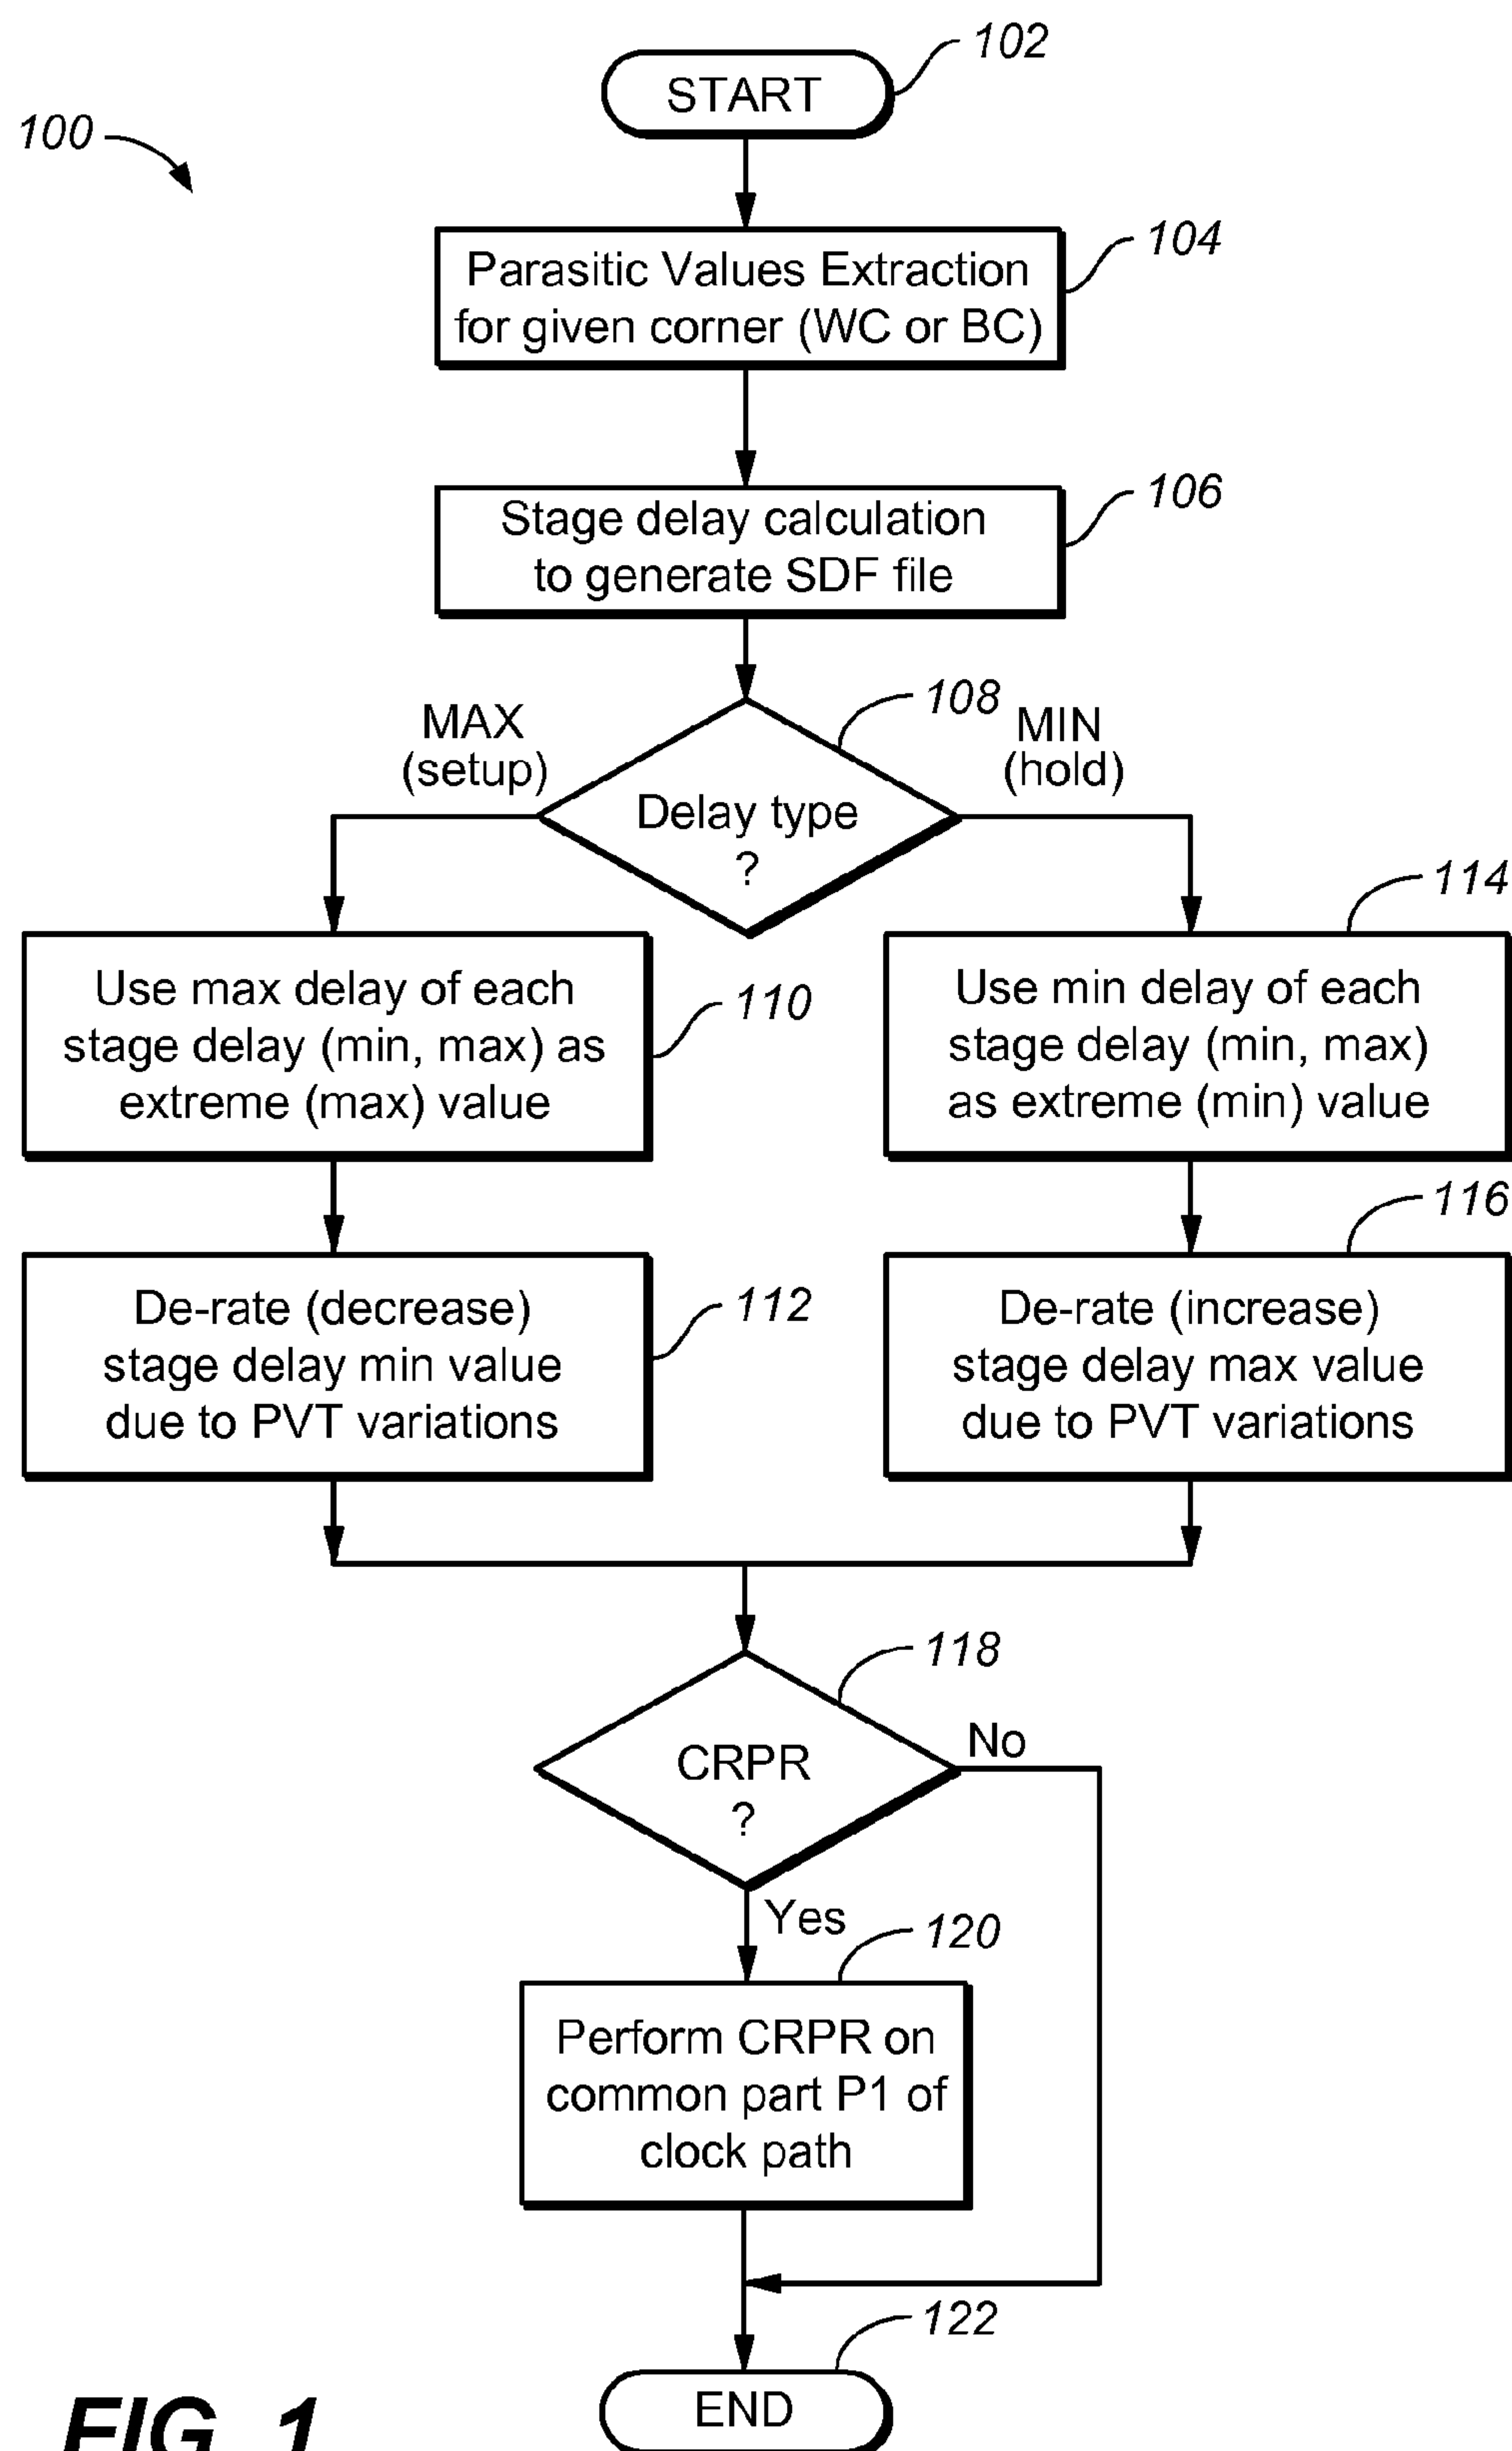 102
START
100
104
Parasitic Values Extraction
for given corner (WC or BC)
106
Stage delay calculation
to generate SDF file
108
MAX
(setup)
MIN
(hold)
Delay type
?
114
Use max delay of each
stage delay (min, max) as
extreme (max) value
110
Use min delay of each
stage delay (min, max)
as extreme (min) value
116
De-rate (decrease)
stage delay min value
due to PVT variations
112
De-rate (increase)
stage delay max value
due to PVT variations
118
CRPR
?
No
Yes
120
Perform CRPR on
common part P1 of
clock path
122
END
FIG. 1